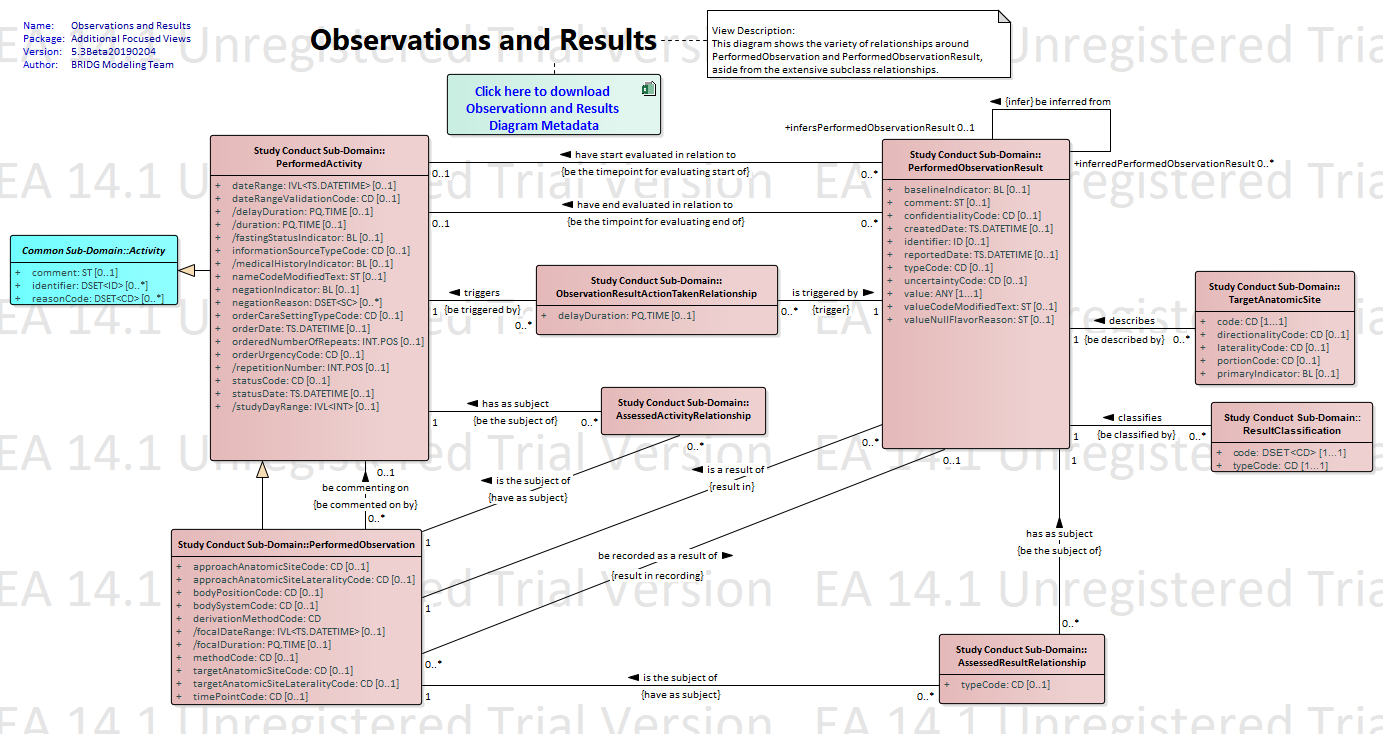 Name: Observations and Results
Package: Additional Focused Views
Version: 5.3Beta20190204
Author: BRIDG Modeling Team
Observations and Results
View Description:
This diagram shows the variety of relationships around
PerformedObservation and PerformedObservationResult,
aside from the extensive subclass relationships.
Click here to download
Observationn and Results
Diagram Metadata
EA 14.1 Unregistered Trial Version
Common Sub-Domain::Activity
+ comment: ST [0..1]
+ identifier: DSET<ID> [0..*]
+ reasonCode: DSET<CD> [0..*]
Study Conduct Sub-Domain::
PerformedActivity
+ dateRange: IVL<TS.DATETIME> [0..1]
+ dateRangeValidationCode: CD [0..1]
+ /delayDuration: PQ.TIME [0..1]
+ /duration: PQ.TIME [0..1]
+ /fastingStatusIndicator: BL [0..1]
+ informationSourceTypeCode: CD [0..1]
+ /medicalHistoryIndicator: BL [0..1]
+ nameCodeModifiedText: ST [0..1]
+ negationIndicator: BL [0..1]
+ negationReason: DSET<SC> [0..*]
+ orderCareSettingTypeCode: CD [0..1]
+ orderDate: TS.DATETIME [0..1]
+ orderedNumberOfRepeats: INT.POS [0..1]
+ orderUrgencyCode: CD [0..1]
+ /repetitionNumber: INT.POS [0..1]
+ statusCode: CD [0..1]
+ statusDate: TS.DATETIME [0..1]
+ /studyDayRange: IVL<INT> [0..1]
have start evaluated in relation to
0..1
{be the timepoint for evaluating start of}
0..*
have end evaluated in relation to
0..1
{be the timpoint for evaluating end of}
0..*
{infer} be inferred from
+infersPerformedObservationResult 0..1
+inferredPerformedObservationResult 0..*
Study Conduct Sub-Domain::
PerformedObservationResult
+ baselineIndicator: BL [0..1]
+ comment: ST [0..1]
+ confidentialityCode: CD [0..1]
+ createdDate: TS.DATETIME [0..1]
+ identifier: ID [0..1]
+ reportedDate: TS.DATETIME [0..1]
+ typeCode: CD [0..1]
+ uncertaintyCode: CD [0..1]
+ value: ANY [1..1]
+ valueCodeModifiedText: ST [0..1]
+ valueNullFlavorReason: ST [0..1]
triggers
1 {be triggered by}
0..*
Study Conduct Sub-Domain::
ObservationResultActionTakenRelationship
+ delayDuration: PQ.TIME [0..1]
is triggered by
0..* {trigger} 1
Study Conduct Sub-Domain::
TargetAnatomicSite
+ code: CD [1..1]
+ directionalityCode: CD [0..1]
+ lateralityCode: CD [0..1]
+ portionCode: CD [0..1]
+ primaryIndicator: BL [0..1]
describes
1 {be described by} 0..*
Study Conduct Sub-Domain::
ResultClassification
+ code: DSET<CD> [1..1]
+ typeCode: CD [1..1]
classifies
1 {be classified by} 0..*
has as subject
1 {be the subject of} 0..*
Study Conduct Sub-Domain::
AssessedActivityRelationship
0..*
is the subject of
{have as subject}
1
0..*
is a result of
{result in}
1
0..1
be recorded as a result of
{result in recording}
0..*
0..1
be commenting on
{be commented on by}
0..*
Study Conduct Sub-Domain::PerformedObservation
+ approachAnatomicSiteCode: CD [0..1]
+ approachAnatomicSiteLateralityCode: CD [0..1]
+ bodyPositionCode: CD [0..1]
+ bodySystemCode: CD [0..1]
+ derivationMethodCode: CD
+ /focalDateRange: IVL<TS.DATETIME> [0..1]
+ /focalDuration: PQ.TIME [0..1]
+ methodCode: CD [0..1]
+ targetAnatomicSiteCode: CD [0..1]
+ targetAnatomicSiteLateralityCode: CD [0..1]
+ timePointCode: CD [0..1]
1
has as subject
{be the subject of}
0..*
Study Conduct Sub-Domain::
AssessedResultRelationship
+ typeCode: CD [0..1]
is the subject of
1 {have as subject} 0..*